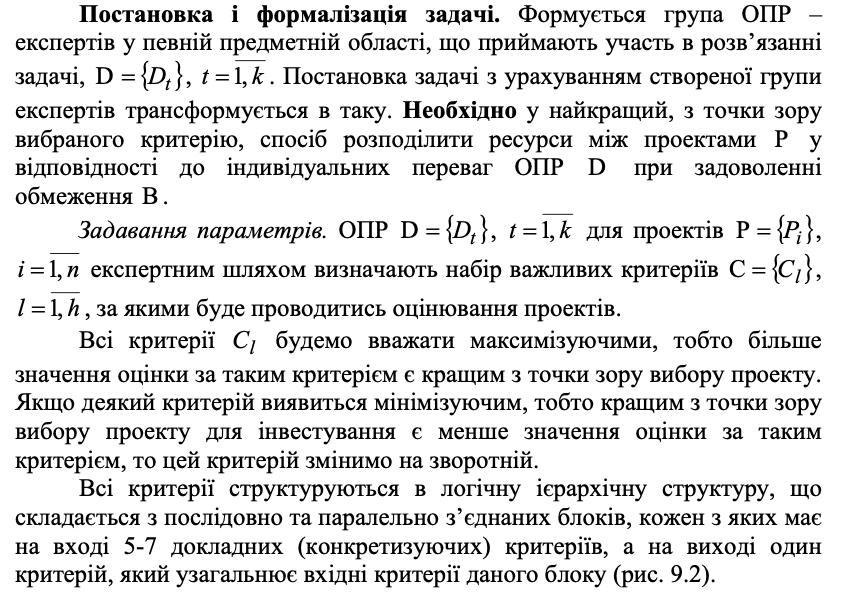 Постановка і формалізація задачі. Формується група ОПР –
експертів у певній предметній області, що приймають участь в розв’язанні
задачі, D = {D_t}, t = \overline{1, k}. Постановка задачі з урахуванням створеної групи
експертів трансформується в таку. Необхідно у найкращий, з точки зору
вибраного критерію, спосіб розподілити ресурси між проектами P у
відповідності до індивідуальних переваг ОПР D при задоволенні
обмеження B.
Задавання параметрів. ОПР D = {D_t}, t = \overline{1, k} для проектів P = {P_i},
i = \overline{1, n} експертним шляхом визначають набір важливих критеріїв C = {C_l},
l = \overline{1, h}, за якими буде проводитись оцінювання проектів.
Всі критерії C_l будемо вважати максимізуючими, тобто більше
значення оцінки за таким критерієм є кращим з точки зору вибору проекту.
Якщо деякий критерій виявиться мінімізуючим, тобто кращим з точки зору
вибору проекту для інвестування є менше значення оцінки за таким
критерієм, то цей критерій змінимо на зворотній.
Всі критерії структуруються в логічну ієрархічну структуру, що
складається з послідовно та паралельно з’єднаних блоків, кожен з яких має
на вході 5-7 докладних (конкретизуючих) критеріїв, а на виході один
критерій, який узагальнює вхідні критерії даного блоку (рис. 9.2).